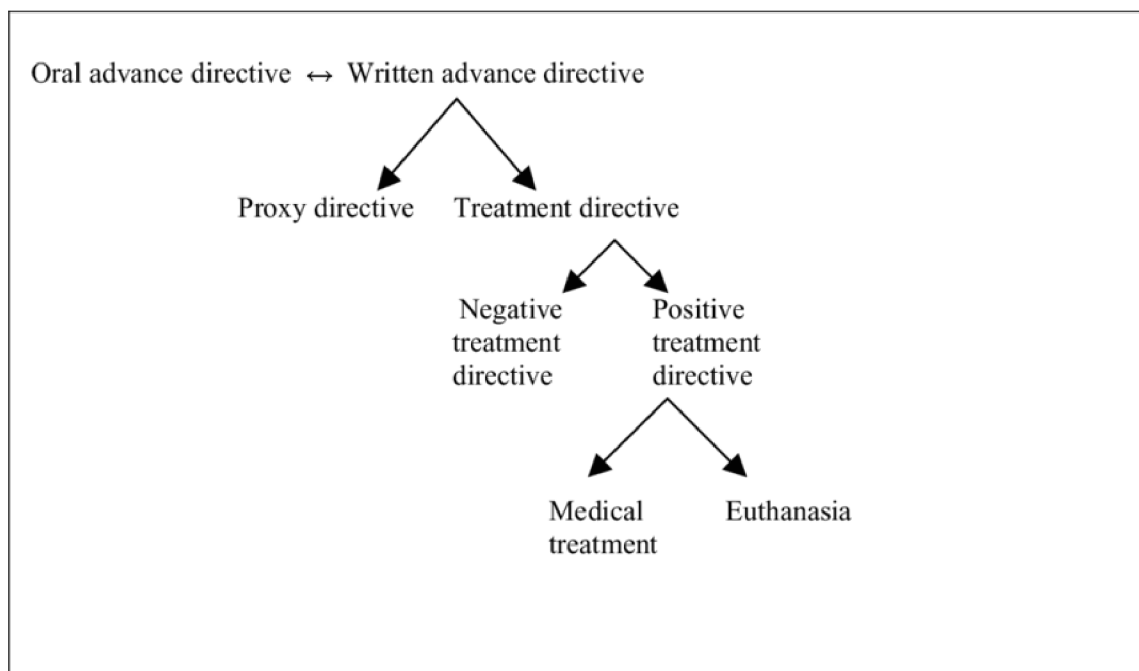 Oral advance directive ↔ Written advance directive
Proxy directive
Treatment directive
Negative
treatment
directive
Positive
treatment
directive
Medical
treatment
Euthanasia